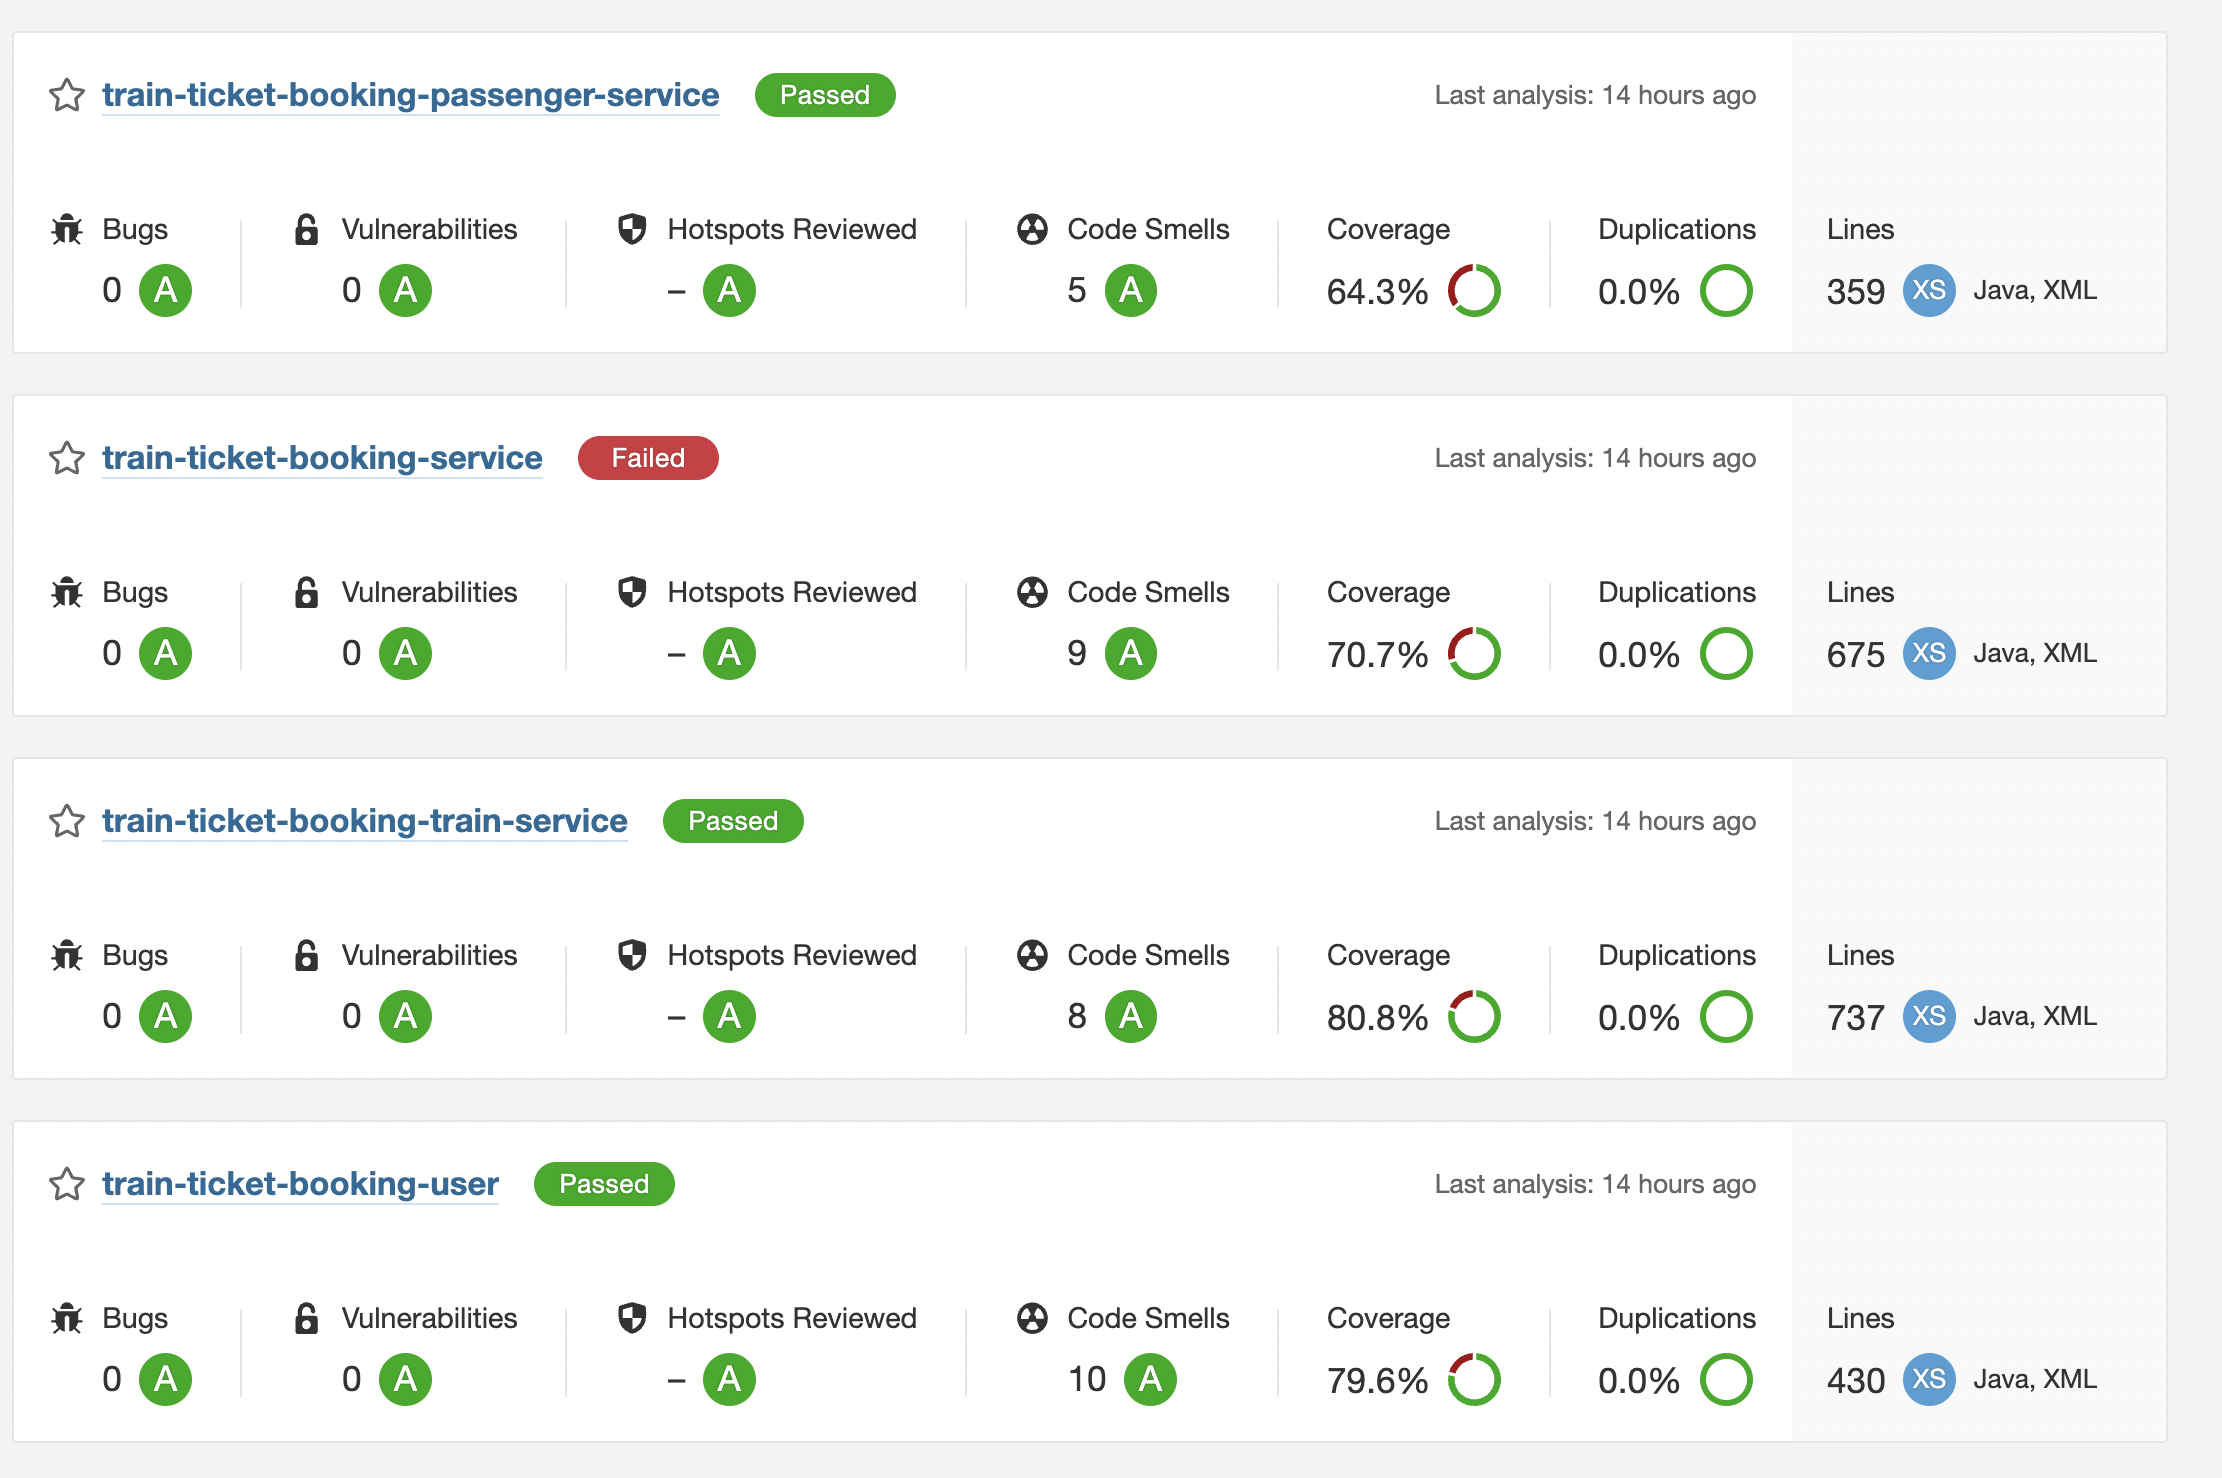 train-ticket-booking-passenger-service Passed Last analysis: 14 hours ago
Bugs Vulnerabilities Hotspots Reviewed Code Smells Coverage Duplications Lines
0 A 0 A – A 5 A 64.3% 0.0% 359 XS Java, XML
train-ticket-booking-service Failed Last analysis: 14 hours ago
Bugs Vulnerabilities Hotspots Reviewed Code Smells Coverage Duplications Lines
0 A 0 A – A 9 A 70.7% 0.0% 675 XS Java, XML
train-ticket-booking-train-service Passed Last analysis: 14 hours ago
Bugs Vulnerabilities Hotspots Reviewed Code Smells Coverage Duplications Lines
0 A 0 A – A 8 A 80.8% 0.0% 737 XS Java, XML
train-ticket-booking-user Passed Last analysis: 14 hours ago
Bugs Vulnerabilities Hotspots Reviewed Code Smells Coverage Duplications Lines
0 A 0 A – A 10 A 79.6% 0.0% 430 XS Java, XML